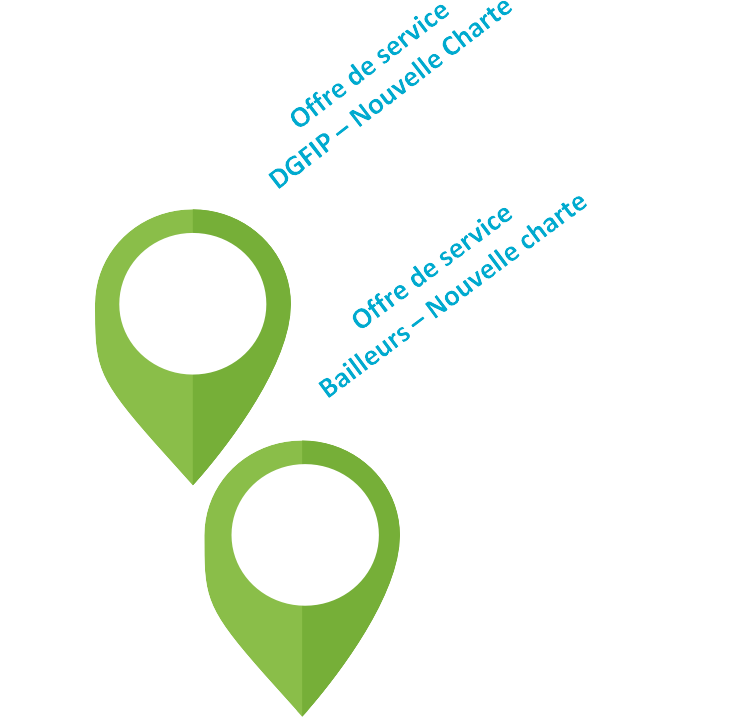 Offre de service
DGFIP – Nouvelle Charte
Offre de service
Bailleurs – Nouvelle charte